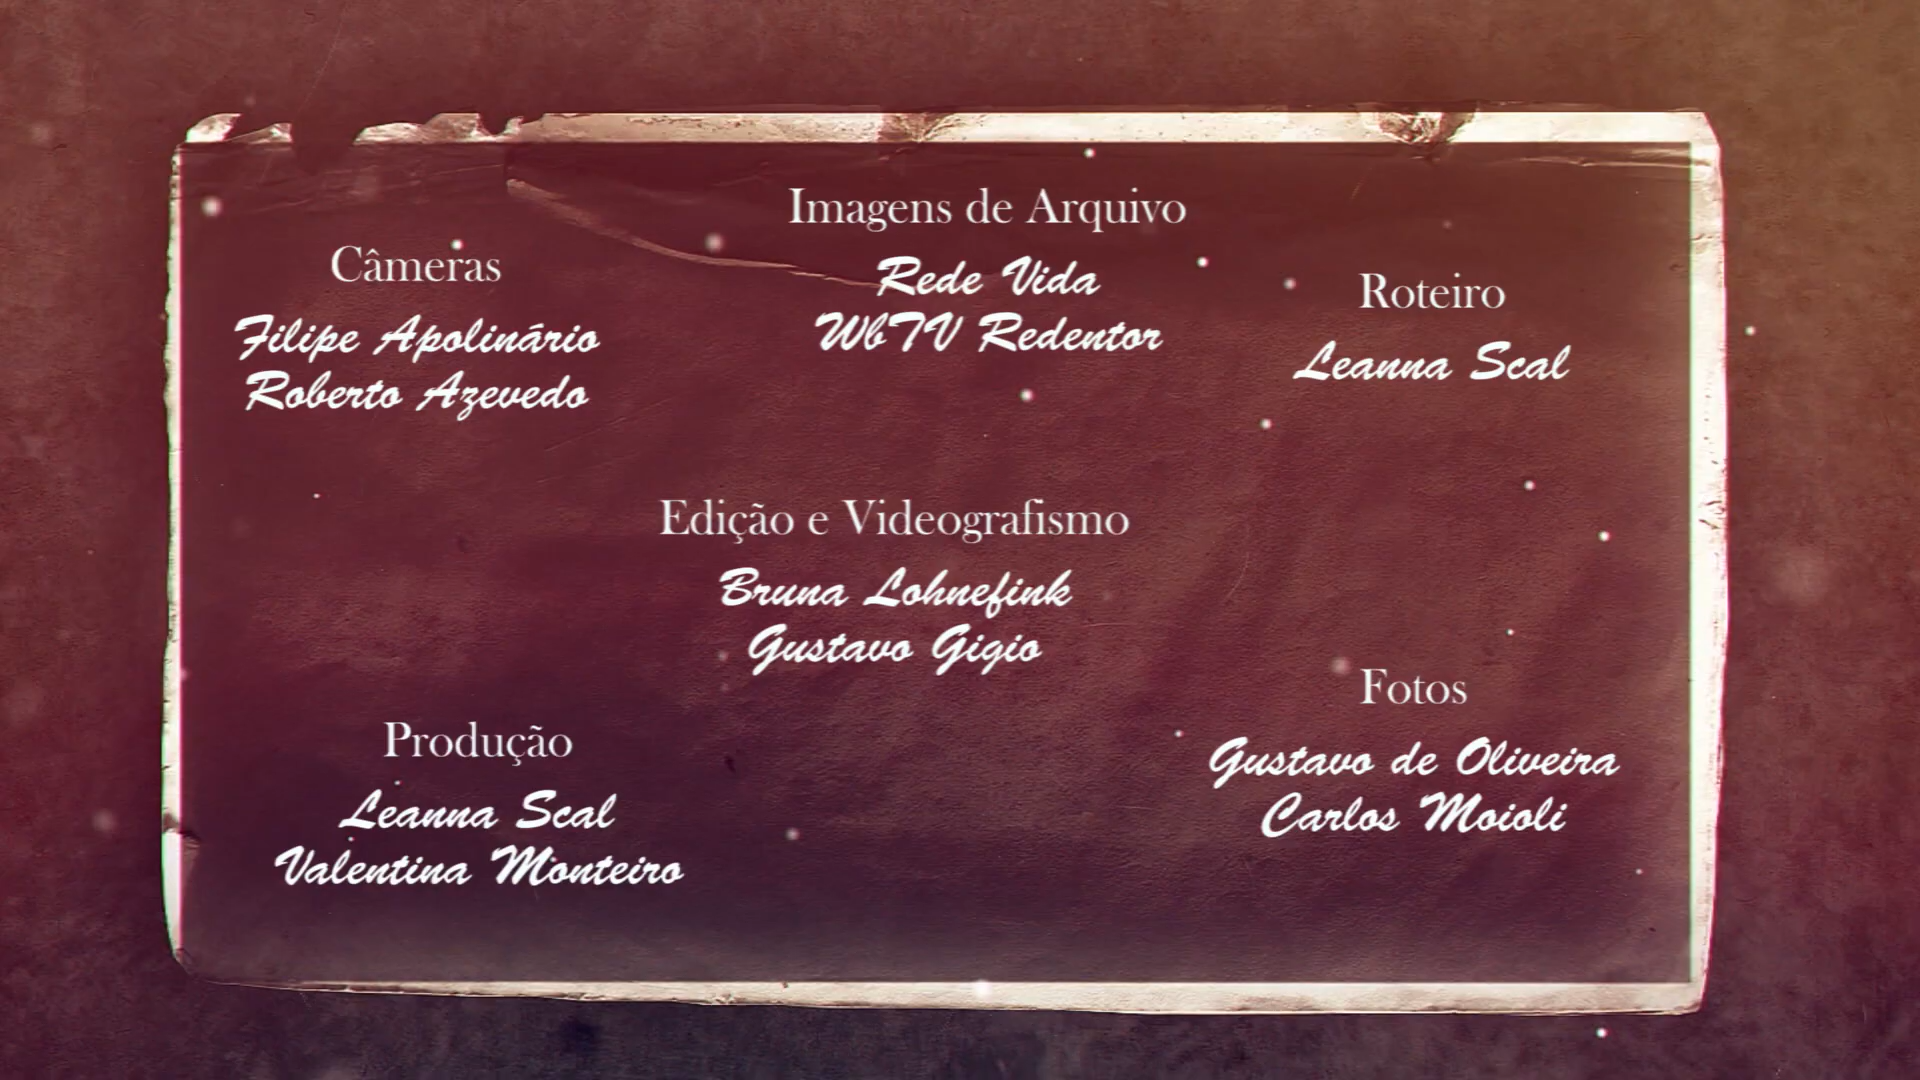 Câmeras
Filipe Apolinário
Roberto Azevedo
Imagens de Arquivo
Rede Vida
WbTV Redentor
Roteiro
Leanna Scal
Edição e Videografismo
Bruna Lohnefink
Gustavo Gigio
Produção
Leanna Scal
Valentina Monteiro
Fotos
Gustavo de Oliveira
Carlos Moioli